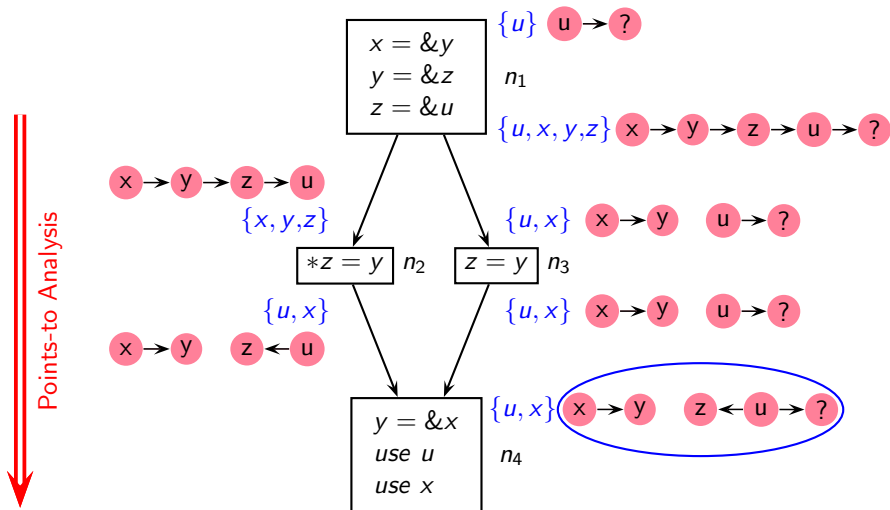 {u} u → ?
x = &y
y = &z
z = &u
n1
{u, x, y,z} x → y → z → u → ?
x → y → z → u
{x, y,z}
{u, x} x → y u → ?
*z = y n2
z = y n3
{u, x}
x → y z ← u
{u, x} x → y u → ?
{u, x} x → y z ← u → ?
y = &x
use u
use x
n4
Points-to Analysis